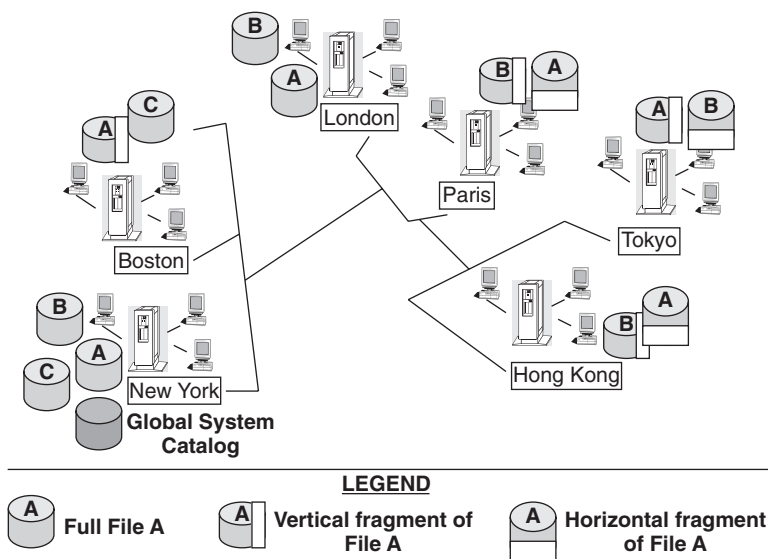 B
A
London
B
A
Paris
A
B
Tokyo
A
C
Boston
B
A
C
New York
Global System
Catalog
B
A
Hong Kong
LEGEND
A
Full File A
A
Vertical fragment of
File A
A
Horizontal fragment
of File A